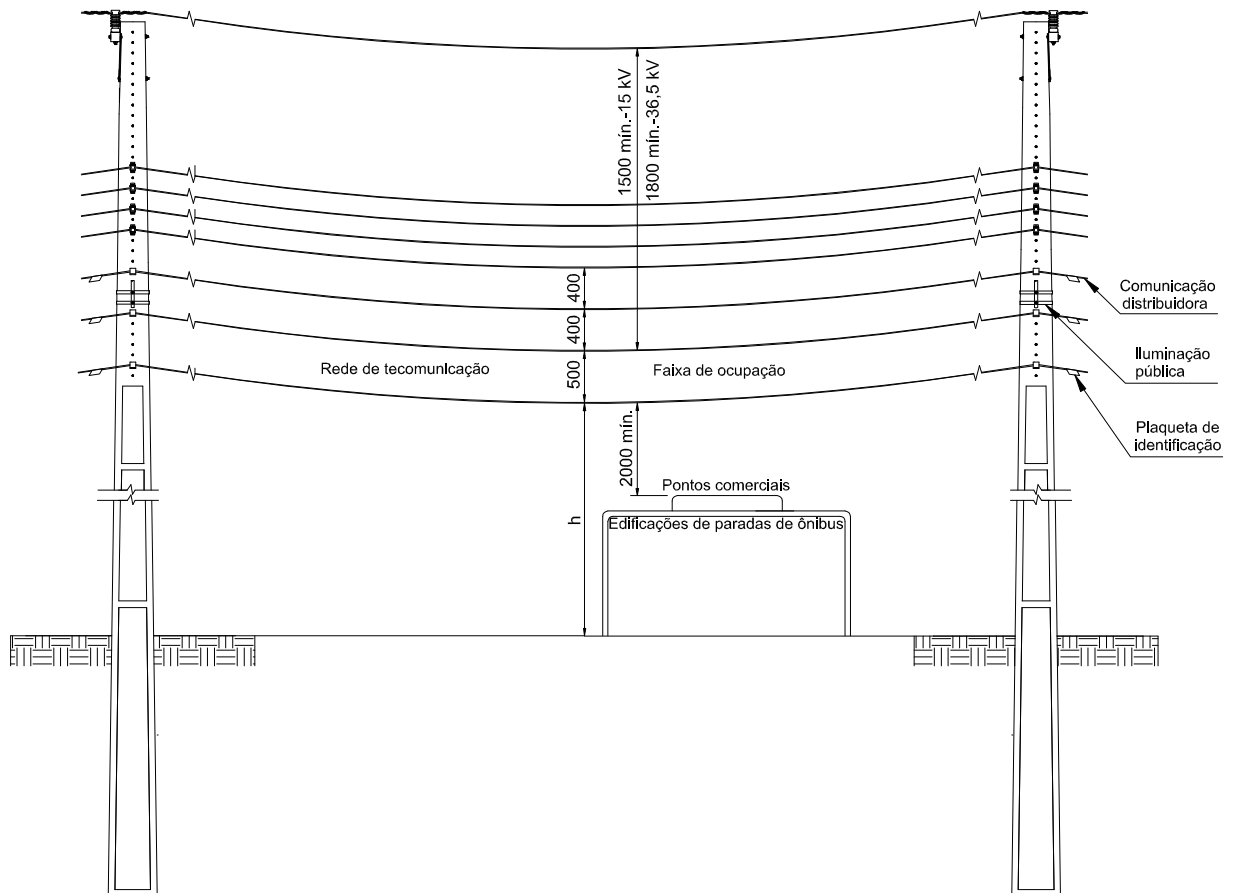 1500 mín.-15 kV
1800 mín.-36,5 kV
400
Comunicação
distribuidora
400
Iluminação
pública
Rede de tecomunicação
500
Faixa de ocupação
2000 mín.
Plaqueta de
identificação
Pontos comerciais
h
Edificações de paradas de ônibus